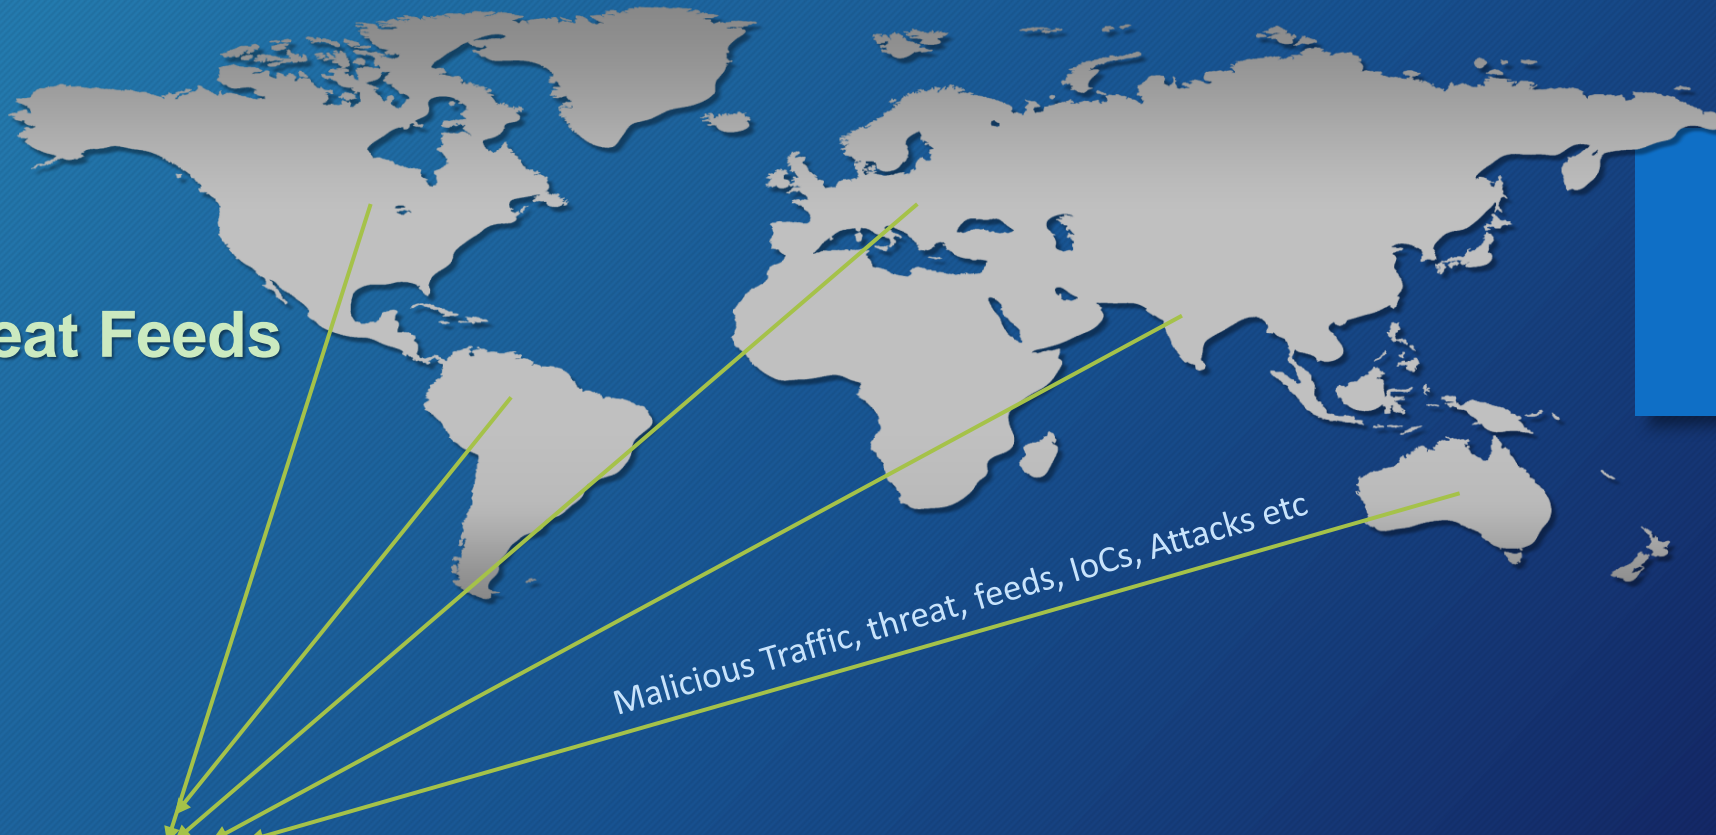 eat Feeds
Malicious Traffic, threat, feeds, IoCs, Attacks etc